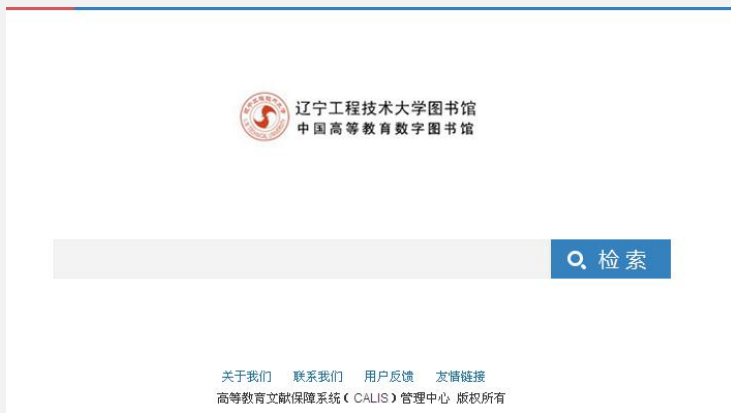 辽宁工程技术大学图书馆
中国高等教育数字图书馆
检索
关于我们 联系我们 用户反馈 友情链接
高等教育文献保障系统(CALIS)管理中心 版权所有